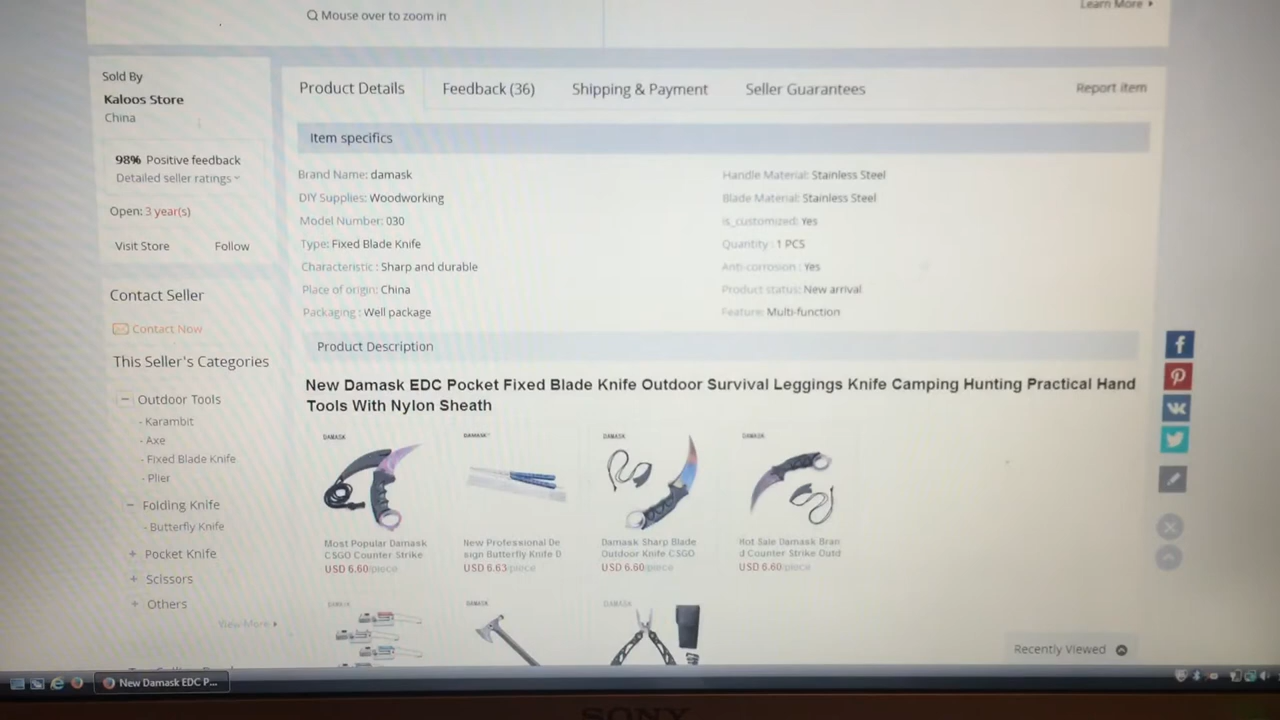 Mouse over to zoom in
Learn More
Sold By
Kaloos Store
China
98% Positive feedback
Detailed seller ratings
Open: 3 year(s)
Visit Store Follow
Contact Seller
Contact Now
This Seller's Categories
Outdoor Tools
- Karambit
- Axe
- Fixed Blade Knife
- Plier
Folding Knife
- Butterfly Knife
Pocket Knife
Scissors
Others
View More
Product Details Feedback (36) Shipping & Payment Seller Guarantees Report item
Item specifics
Brand Name: damask Handle Material: Stainless Steel
DIY Supplies: Woodworking Blade Material: Stainless Steel
Model Number: 030 is_customized: Yes
Type: Fixed Blade Knife Quantity : 1 PCS
Characteristic : Sharp and durable Anti-corrosion : Yes
Place of origin: China Product status: New arrival
Packaging : Well package Feature: Multi-function
Product Description
New Damask EDC Pocket Fixed Blade Knife Outdoor Survival Leggings Knife Camping Hunting Practical Hand
Tools With Nylon Sheath
DAMASK DAMASK DAMASK DAMASK
Most Popular Damask
CSGO Counter Strike
USD 6.60/piece
New Professional De
sign Butterfly Knife D
USD 6.63/piece
Damask Sharp Blade
Outdoor Knife CSGO
USD 6.60/piece
Hot Sale Damask Bran
d Counter Strike Outd
USD 6.60/piece
DAMASK DAMASK DAMASK
Recently Viewed
New Damask EDC P...
SONY